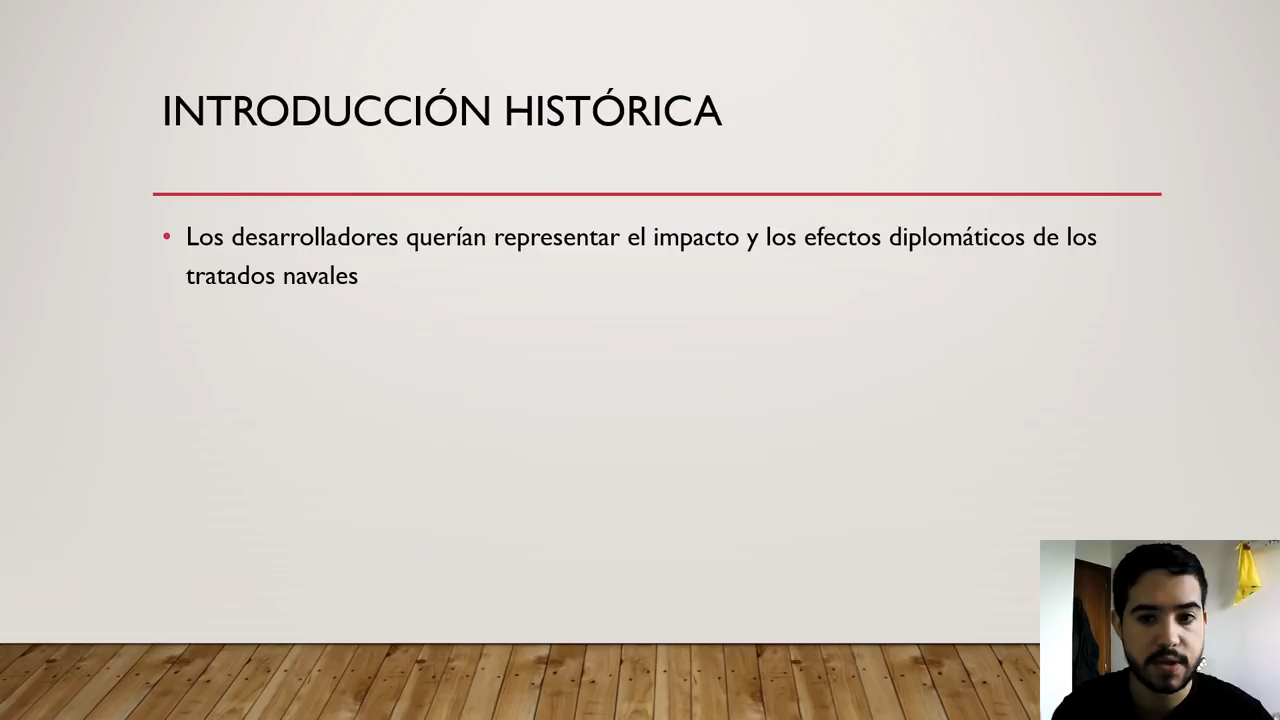 INTRODUCCIÓN HISTÓRICA
• Los desarrolladores querían representar el impacto y los efectos diplomáticos de los
tratados navales